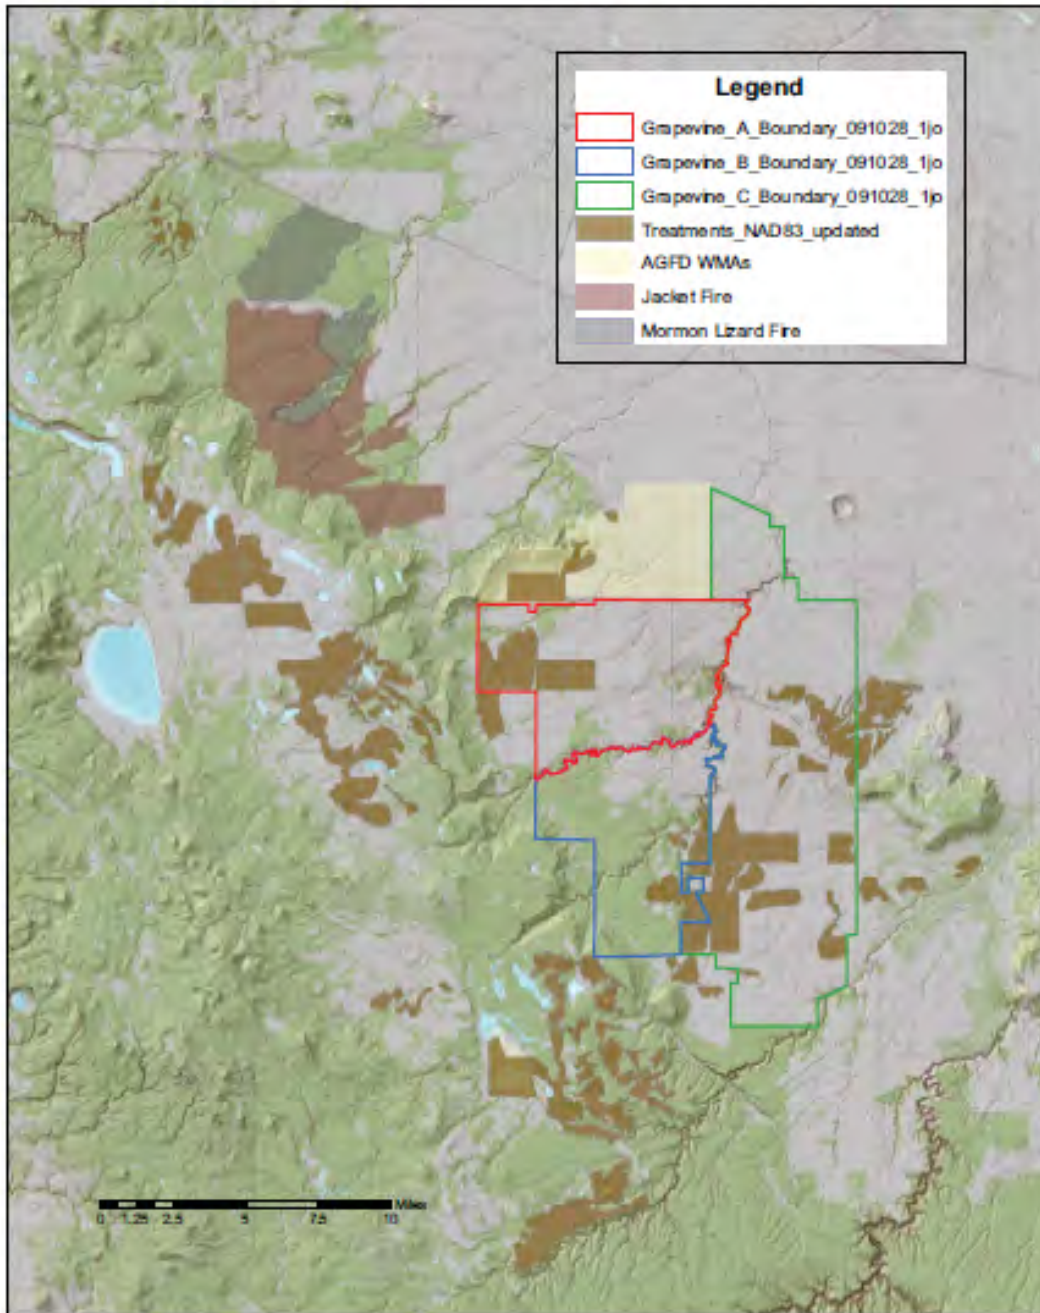 Legend
Grapevine_A_Boundary_091028_1jo
Grapevine_B_Boundary_091028_1jo
Grapevine_C_Boundary_091028_1jo
Treatments_NAD83_updated
AGFD WMAs
Jacket Fire
Mormon Lizard Fire
Miles
0 1.25 2.5 5 7.5 10